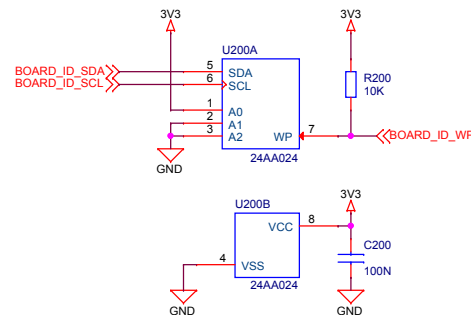 3V3
3V3
U200A
BOARD_ID_SDA
5
SDA
BOARD_ID_SCL
6
SCL
R200
10K
1
A0
2
A1
3
A2
WP
7
BOARD_ID_WP
24AA024
GND
3V3
U200B
VCC
8
C200
4
VSS
100N
24AA024
GND
GND